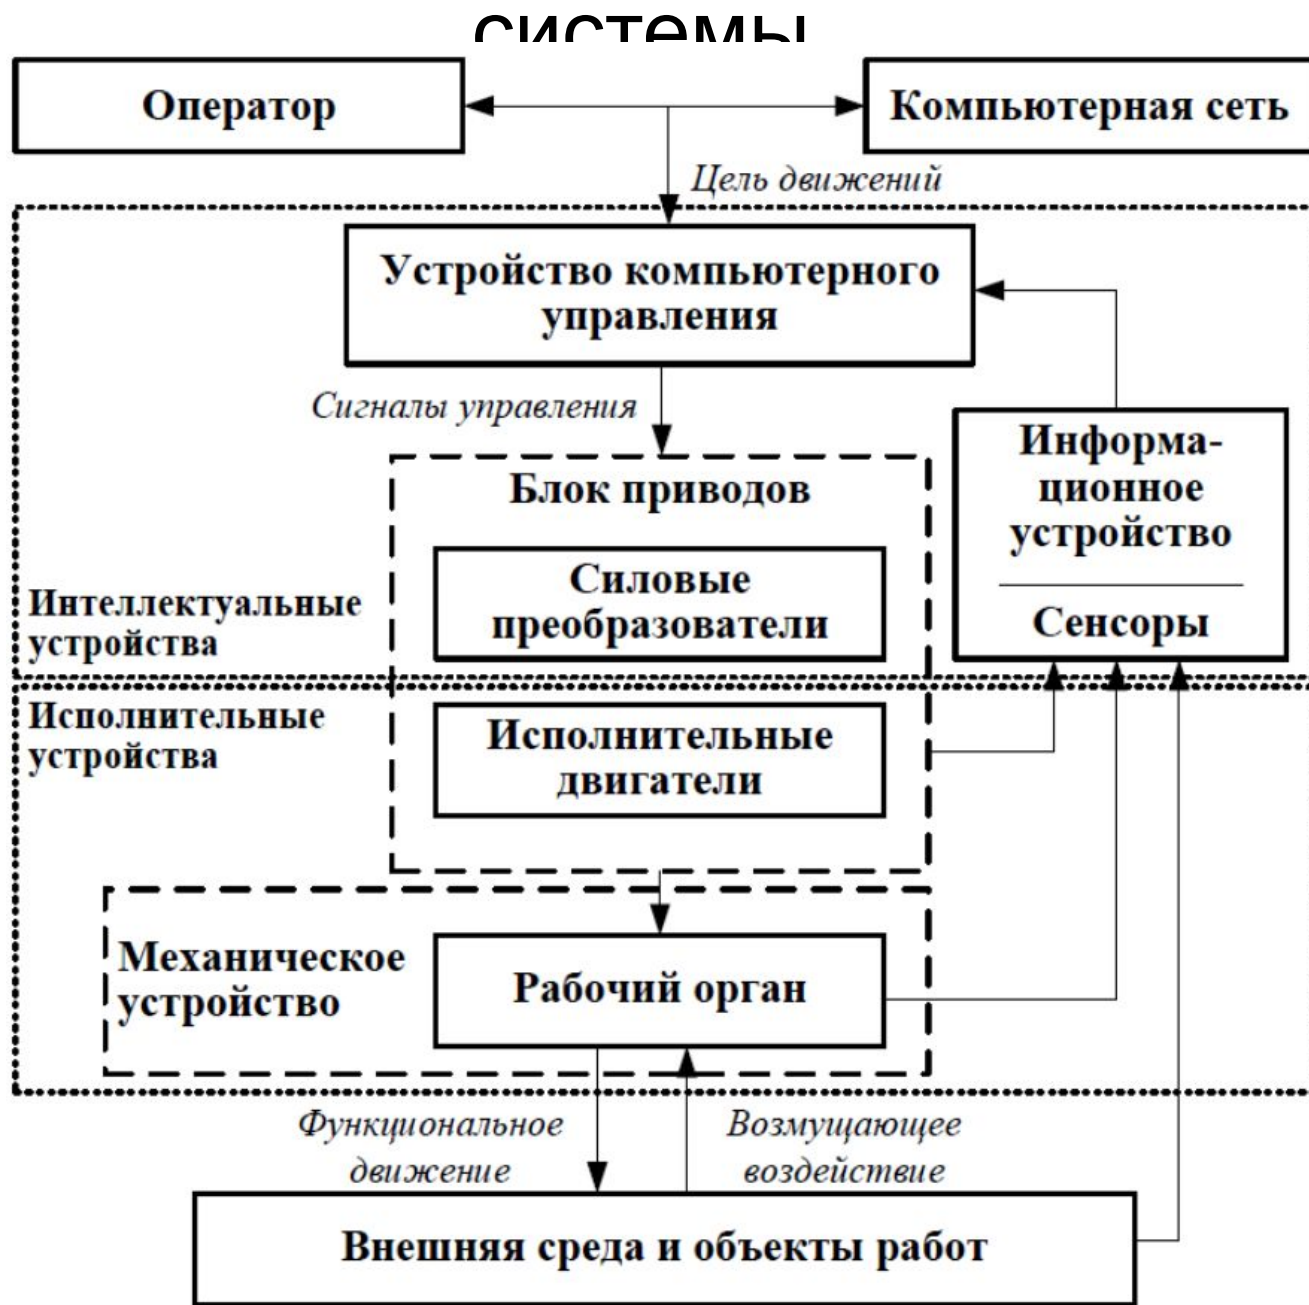 системы
Оператор
Компьютерная сеть
Цель движений
Устройство компьютерного
управления
Сигналы управления
Блок приводов
Силовые
преобразователи
Информа-
ционное
устройство
Сенсоры
Интеллектуальные
устройства
Исполнительные
устройства
Исполнительные
двигатели
Механическое
устройство
Рабочий орган
Функциональное
движение
Возмущающее
воздействие
Внешняя среда и объекты работ